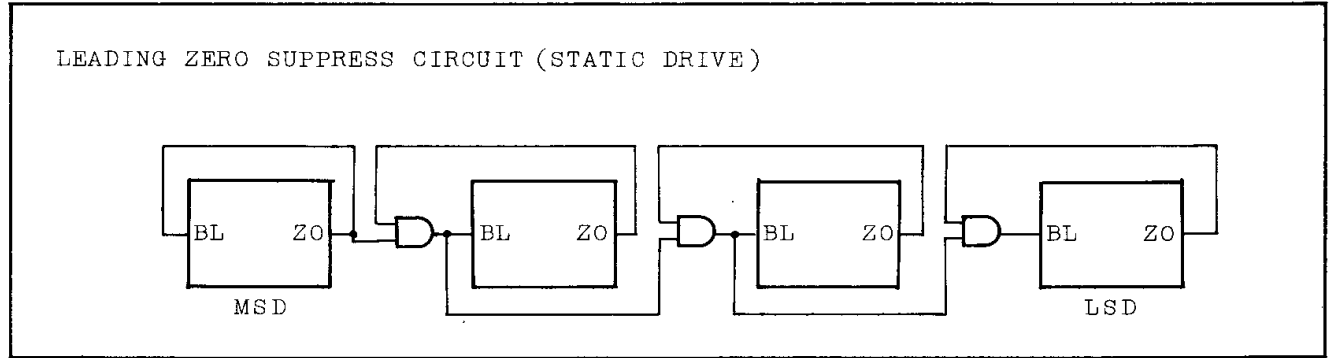 LEADING ZERO SUPPRESS CIRCUIT (STATIC DRIVE)
BL ZO BL ZO BL ZO BL ZO
MSD LSD